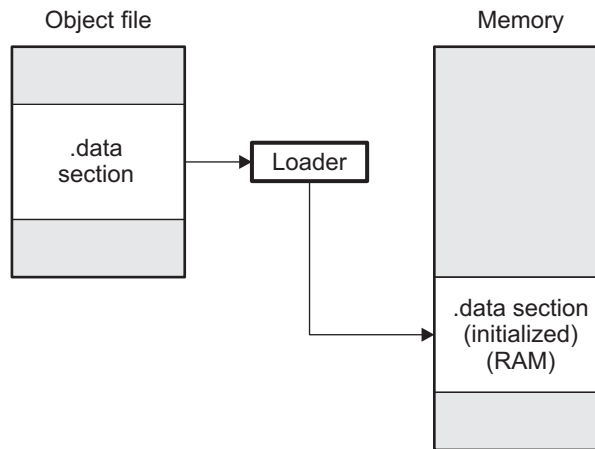 Object file
Memory
.data
section
Loader
.data section
(initialized)
(RAM)